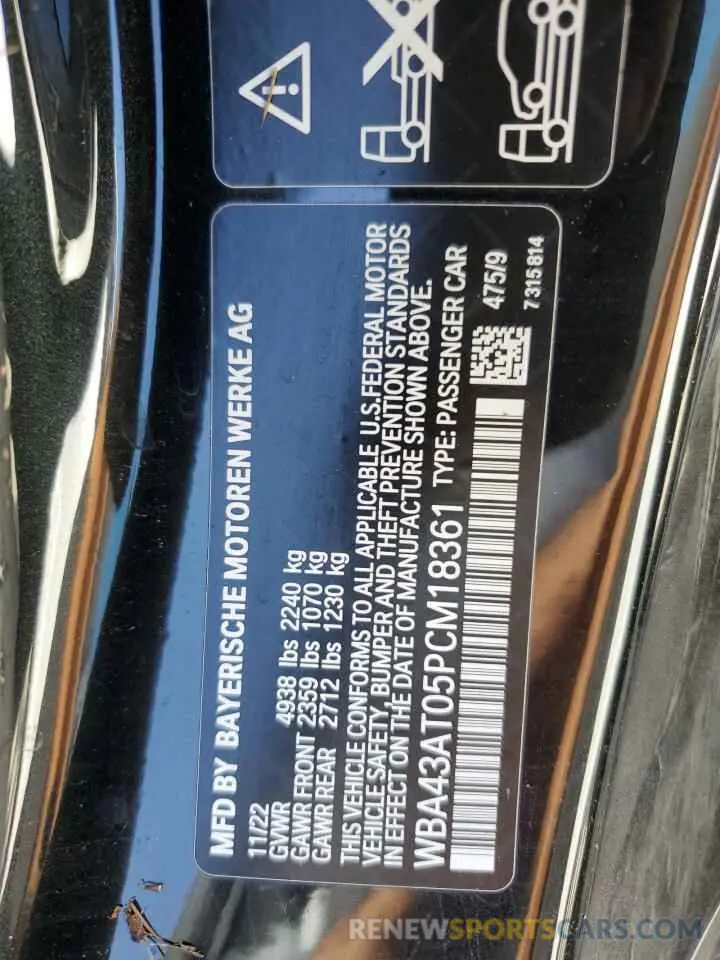 MFD BY BAYERISCHE MOTOREN WERKE AG
11/22
GVWR 4938 lbs 2240 kg
GAWR FRONT 2359 lbs 1070 kg
GAWR REAR 2712 lbs 1230 kg
THIS VEHICLE CONFORMS TO ALL APPLICABLE U.S.FEDERAL MOTOR
VEHICLE SAFETY, BUMPER AND THEFT PREVENTION STANDARDS
IN EFFECT ON THE DATE OF MANUFACTURE SHOWN ABOVE.
WBA43AT05PCM18361 TYPE: PASSENGER CAR
475/9
7315814
RENEWSPORTSCARS.COM